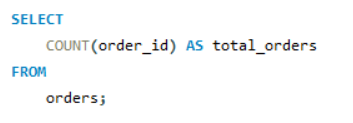 SELECT
    COUNT(order_id) AS total_orders
FROM
    orders;